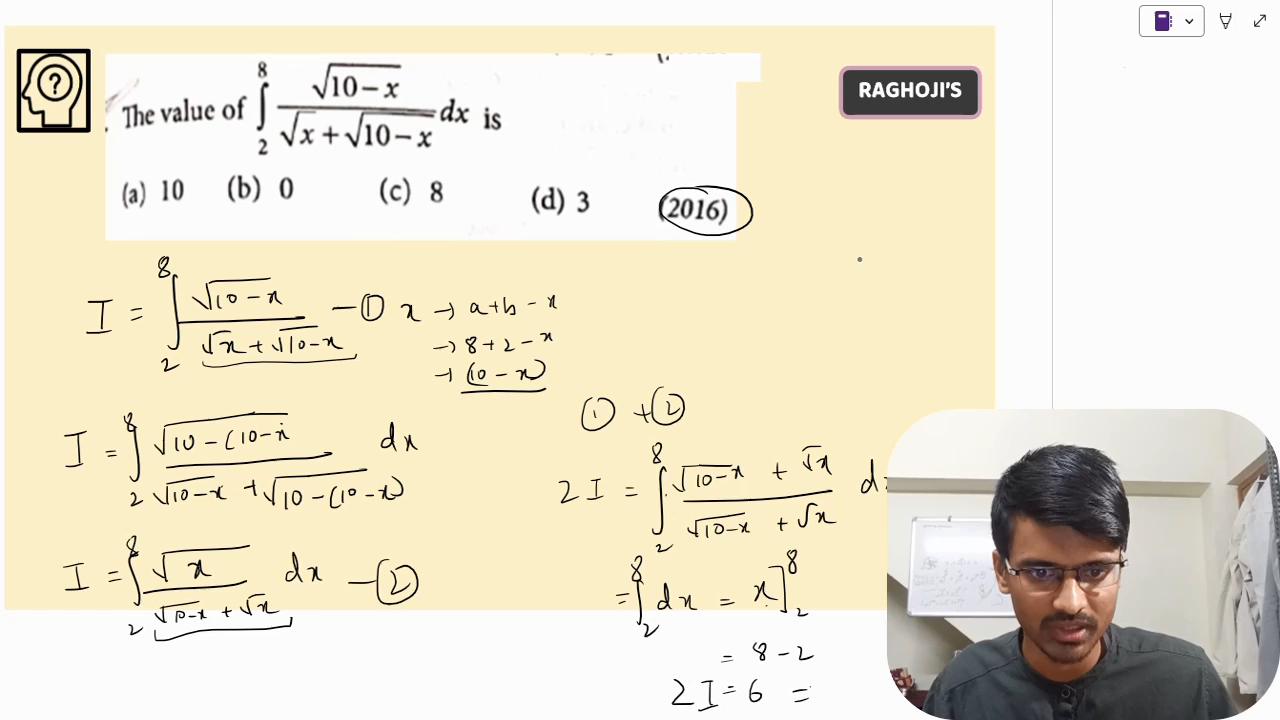 RAGHOJI'S
The value of ∫₂⁸ √(10−x) / (√x + √(10−x)) dx is
(a) 10 (b) 0 (c) 8 (d) 3 (2016)
I = ∫₂⁸ √(10−x) / (√x + √(10−x)) — ①
x → a+b−x
→ 8+2−x
→ (10−x)
I = ∫₂⁸ √(10−(10−x) / (√(10−x) + √(10−(10−x))) dx
I = ∫₂⁸ √x / (√(10−x) + √x) dx — ②
① + ②
2I = ∫₂⁸ (√(10−x) + √x) / (√(10−x) + √x) d
= ∫₂⁸ dx = x]₂⁸
= 8−2
2I = 6 =